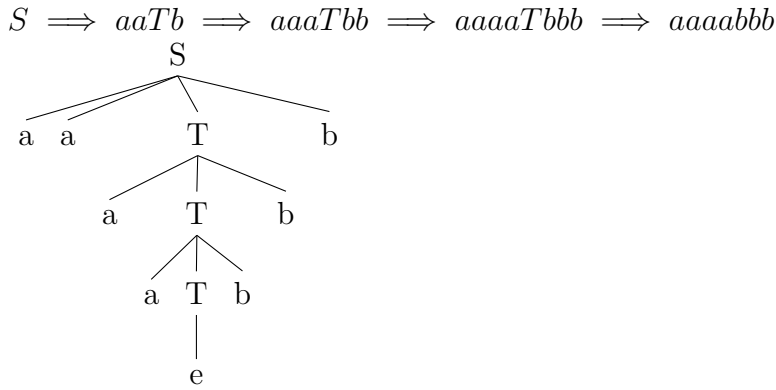 S ⟹ aaTb ⟹ aaaTbb ⟹ aaaaTbbb ⟹ aaaabbb
S
a a T b
a T b
a T b
e